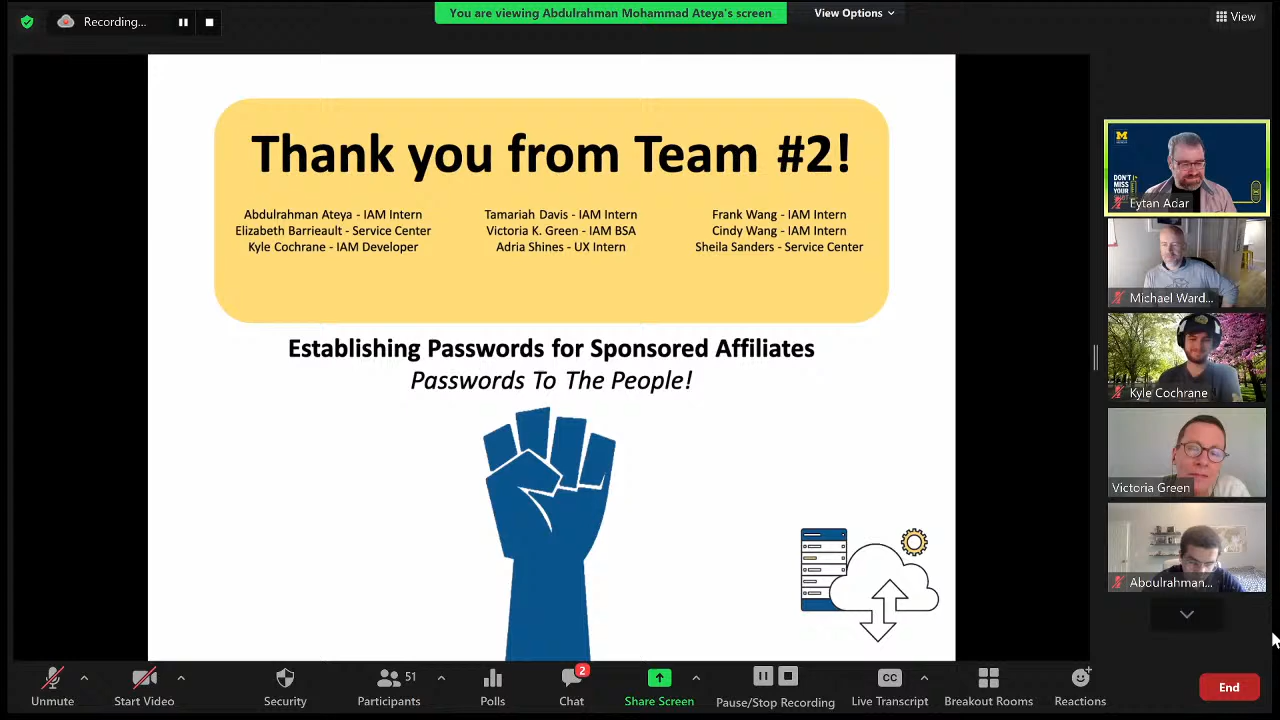 Recording...
You are viewing Abdulrahman Mohammad Ateya's screen
View Options
View
Thank you from Team #2!
Abdulrahman Ateya - IAM Intern
Elizabeth Barrieault - Service Center
Kyle Cochrane - IAM Developer
Tamariah Davis - IAM Intern
Victoria K. Green - IAM BSA
Adria Shines - UX Intern
Frank Wang - IAM Intern
Cindy Wang - IAM Intern
Sheila Sanders - Service Center
Establishing Passwords for Sponsored Affiliates
Passwords To The People!
M
DON'T
MISS
YOUR
Eytan Adar
Michael Ward...
Kyle Cochrane
Victoria Green
Abdulrahman...
Unmute
Start Video
Security
51
Participants
Polls
2
Chat
Share Screen
Pause/Stop Recording
CC
Live Transcript
Breakout Rooms
Reactions
End